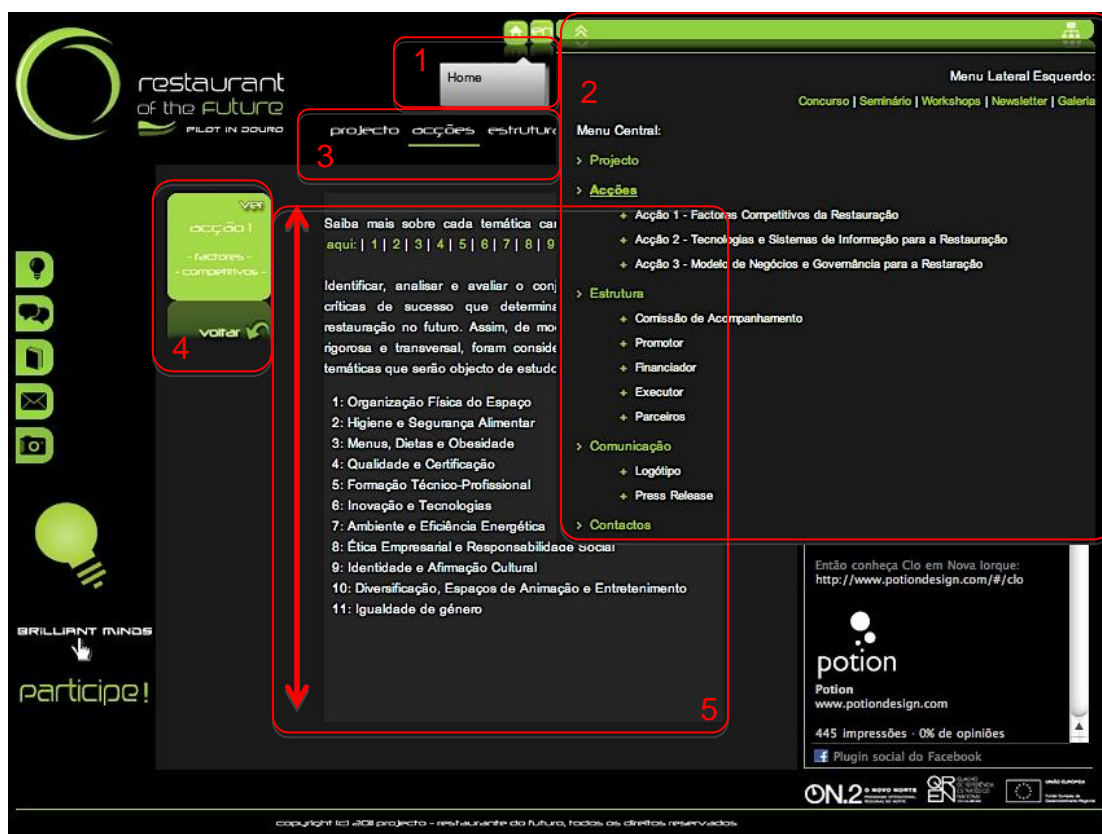 en
1
Home
2
Menu Lateral Esquerdo:
Concurso | Seminário | Workshops | Newsletter | Galeria
restaurant
of the future
PILOT IN DOURO
projecto acções estrutura
3
Menu Central:
> Projecto
> Acções
+ Acção 1 - Factores Competitivos da Restauração
+ Acção 2 - Tecnologias e Sistemas de Informação para a Restauração
+ Acção 3 - Modelo de Negócios e Governância para a Restaração
> Estrutura
+ Comissão de Acompanhamento
+ Promotor
+ Financiador
+ Executor
+ Parceiros
> Comunicação
+ Logótipo
+ Press Release
> Contactos
ver
acção 1
- factores -
- competitivos -
voltar
4
Saiba mais sobre cada temática
aqui: | 1 | 2 | 3 | 4 | 5 | 6 | 7 | 8 | 9
Identificar, analisar e avaliar o
críticas de sucesso que
restauração no futuro. Assim, de
rigorosa e transversal, foram
temáticas que serão objecto de
1: Organização Física do Espaço
2: Higiene e Segurança Alimentar
3: Menus, Dietas e Obesidade
4: Qualidade e Certificação
5: Formação Técnico-Profissional
6: Inovação e Tecnologias
7: Ambiente e Eficiência Energética
8: Ética Empresarial e Responsabilidade Social
9: Identidade e Afirmação Cultural
10: Diversificação, Espaços de Animação e Entretenimento
11: Igualdade de género
5
BRILLIANT MINDS
participe!
Então conheça Clo em Nova Iorque:
http://www.potiondesign.com/#/clo
potion
Potion
www.potiondesign.com
445 impressões · 0% de opiniões
Plugin social do Facebook
ON.2 O NOVO NORTE
QREN
UNIÃO EUROPEIA
copyright (c) 2011 projecto - restaurante do futuro, todos os direitos reservados